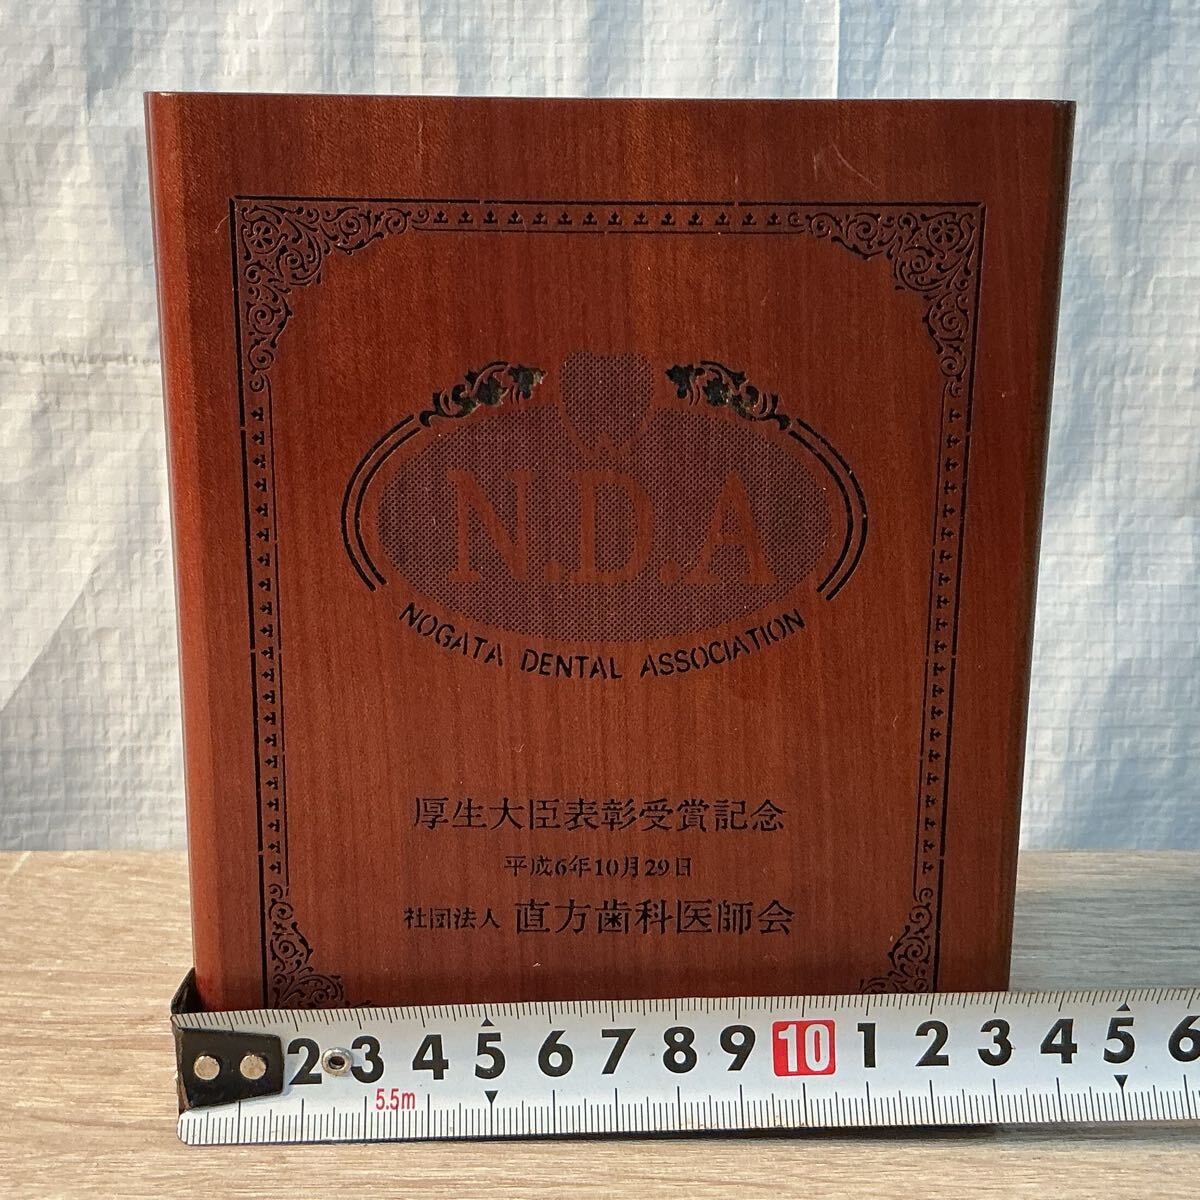 N.D.A
NOGATA DENTAL ASSOCIATION
厚生大臣表彰受賞記念
平成6年10月29日
社団法人 直方歯科医師会
2 3 4 5 6 7 8 9 10 1 2 3 4 5 6
5.5m